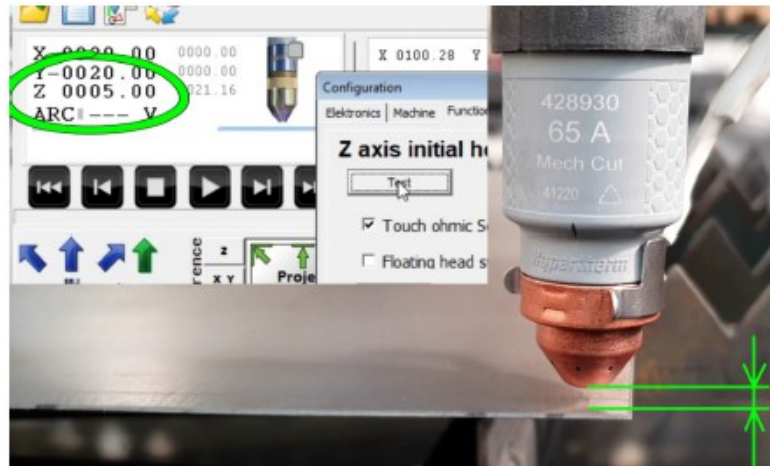 X-0020.00 0000.00
Y-0020.00 0000.00
Z 0005.00 0021.16
ARC --- V
X 0100.28 Y
Configuration
Elektronics Machine Function
Z axis initial he
Test
Touch ohmic Se
Floating head s
z
X Y
Proje
428930
65 A
Mech Cut
41220
Hypertherm